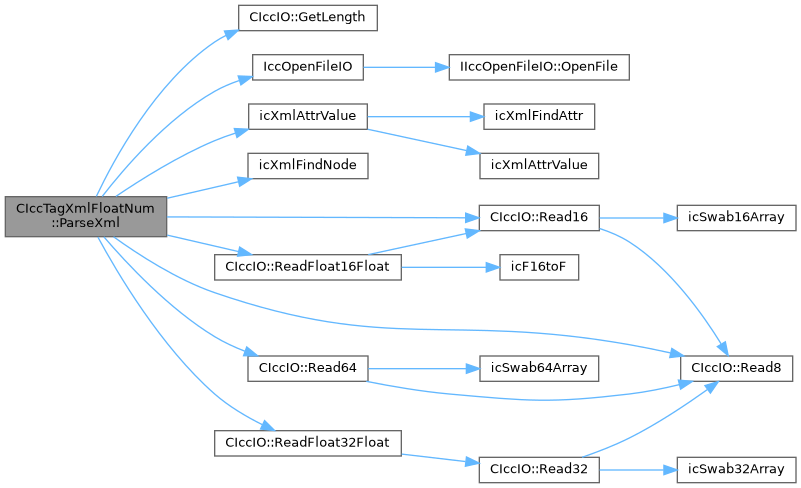 CIccIO::GetLength
IccOpenFileIO
IIccOpenFileIO::OpenFile
icXmlAttrValue
icXmlFindAttr
icXmlFindNode
icXmlAttrValue
CIccTagXmlFloatNum
::ParseXml
CIccIO::Read16
icSwab16Array
CIccIO::ReadFloat16Float
icF16toF
CIccIO::Read64
icSwab64Array
CIccIO::Read8
CIccIO::ReadFloat32Float
CIccIO::Read32
icSwab32Array